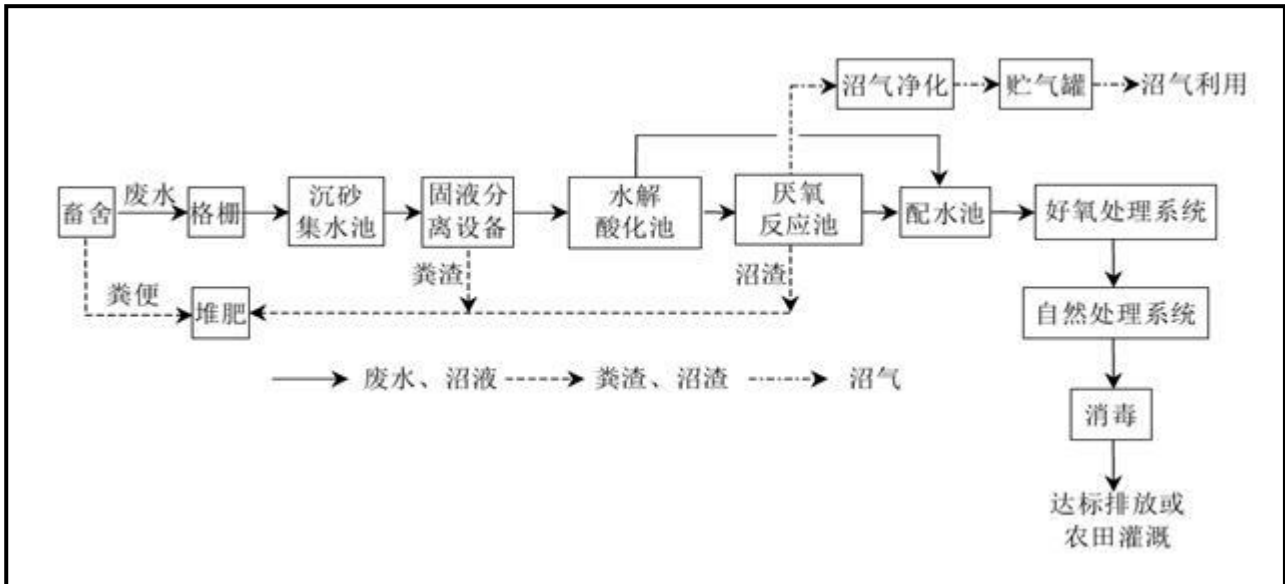 沼气净化
贮气罐
沼气利用
畜舍
废水
格栅
沉砂
集水池
固液分
离设备
水解
酸化池
厌氧
反应池
配水池
好氧处理系统
粪渣
沼渣
粪便
堆肥
自然处理系统
废水、沼液
粪渣、沼渣
沼气
消毒
达标排放或
农田灌溉